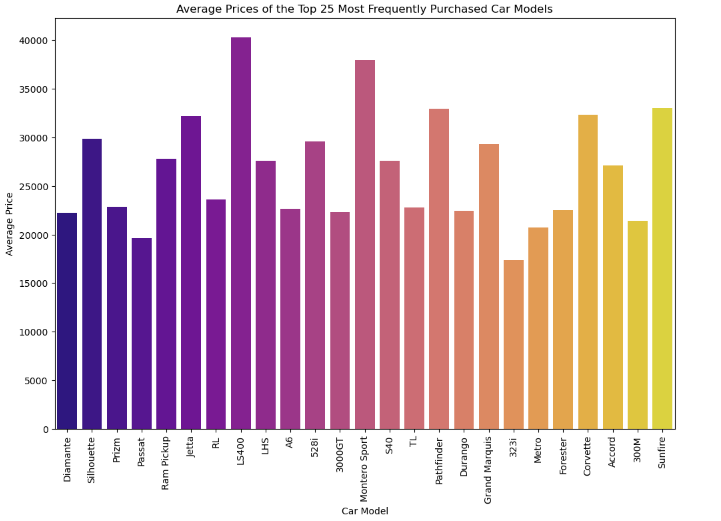 Average Prices of the Top 25 Most Frequently Purchased Car Models
Average Price
40000
35000
30000
25000
20000
15000
10000
5000
0
Diamante
Silhouette
Prizm
Passat
Ram Pickup
Jetta
RL
LS400
LHS
A6
528i
3000GT
Montero Sport
S40
TL
Pathfinder
Durango
Grand Marquis
323i
Metro
Forester
Corvette
Accord
300M
Sunfire
Car Model